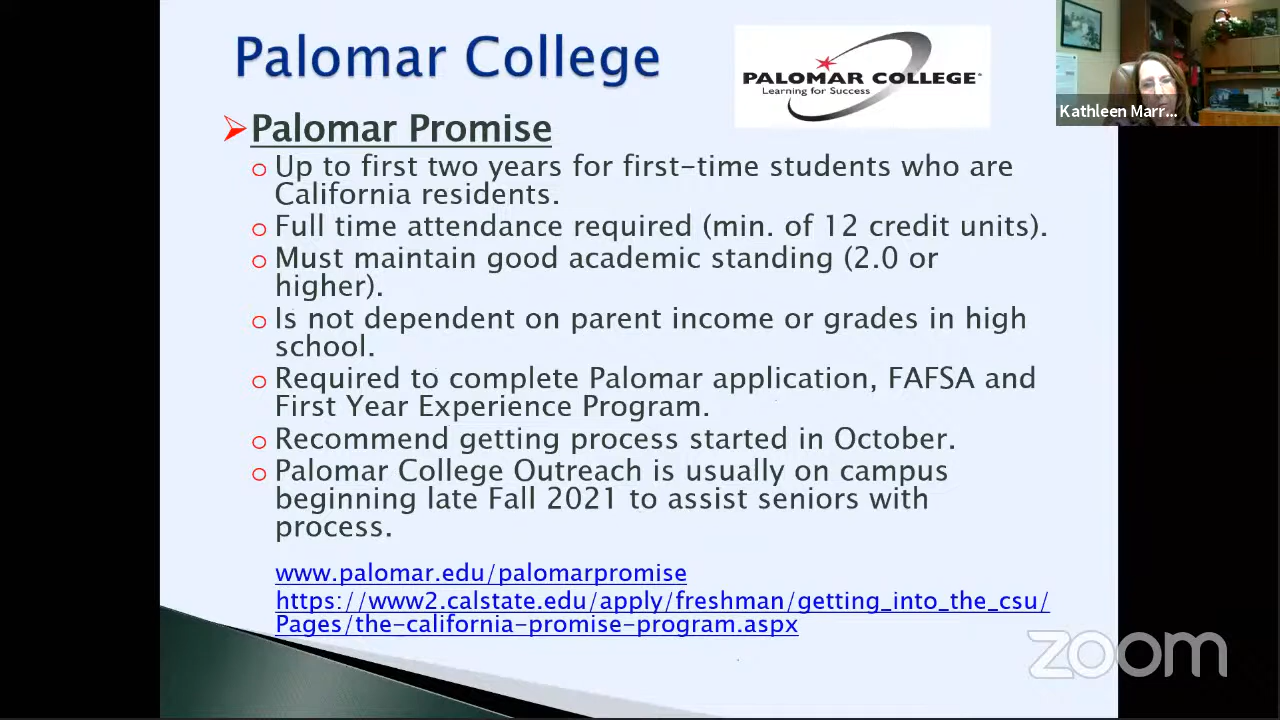 Palomar College
PALOMAR COLLEGE
Learning for Success
Kathleen Marr...
Palomar Promise
Up to first two years for first-time students who are
California residents.
Full time attendance required (min. of 12 credit units).
Must maintain good academic standing (2.0 or
higher).
Is not dependent on parent income or grades in high
school.
Required to complete Palomar application, FAFSA and
First Year Experience Program.
Recommend getting process started in October.
Palomar College Outreach is usually on campus
beginning late Fall 2021 to assist seniors with
process.
www.palomar.edu/palomarpromise
https://www2.calstate.edu/apply/freshman/getting_into_the_csu/
Pages/the-california-promise-program.aspx
zoom